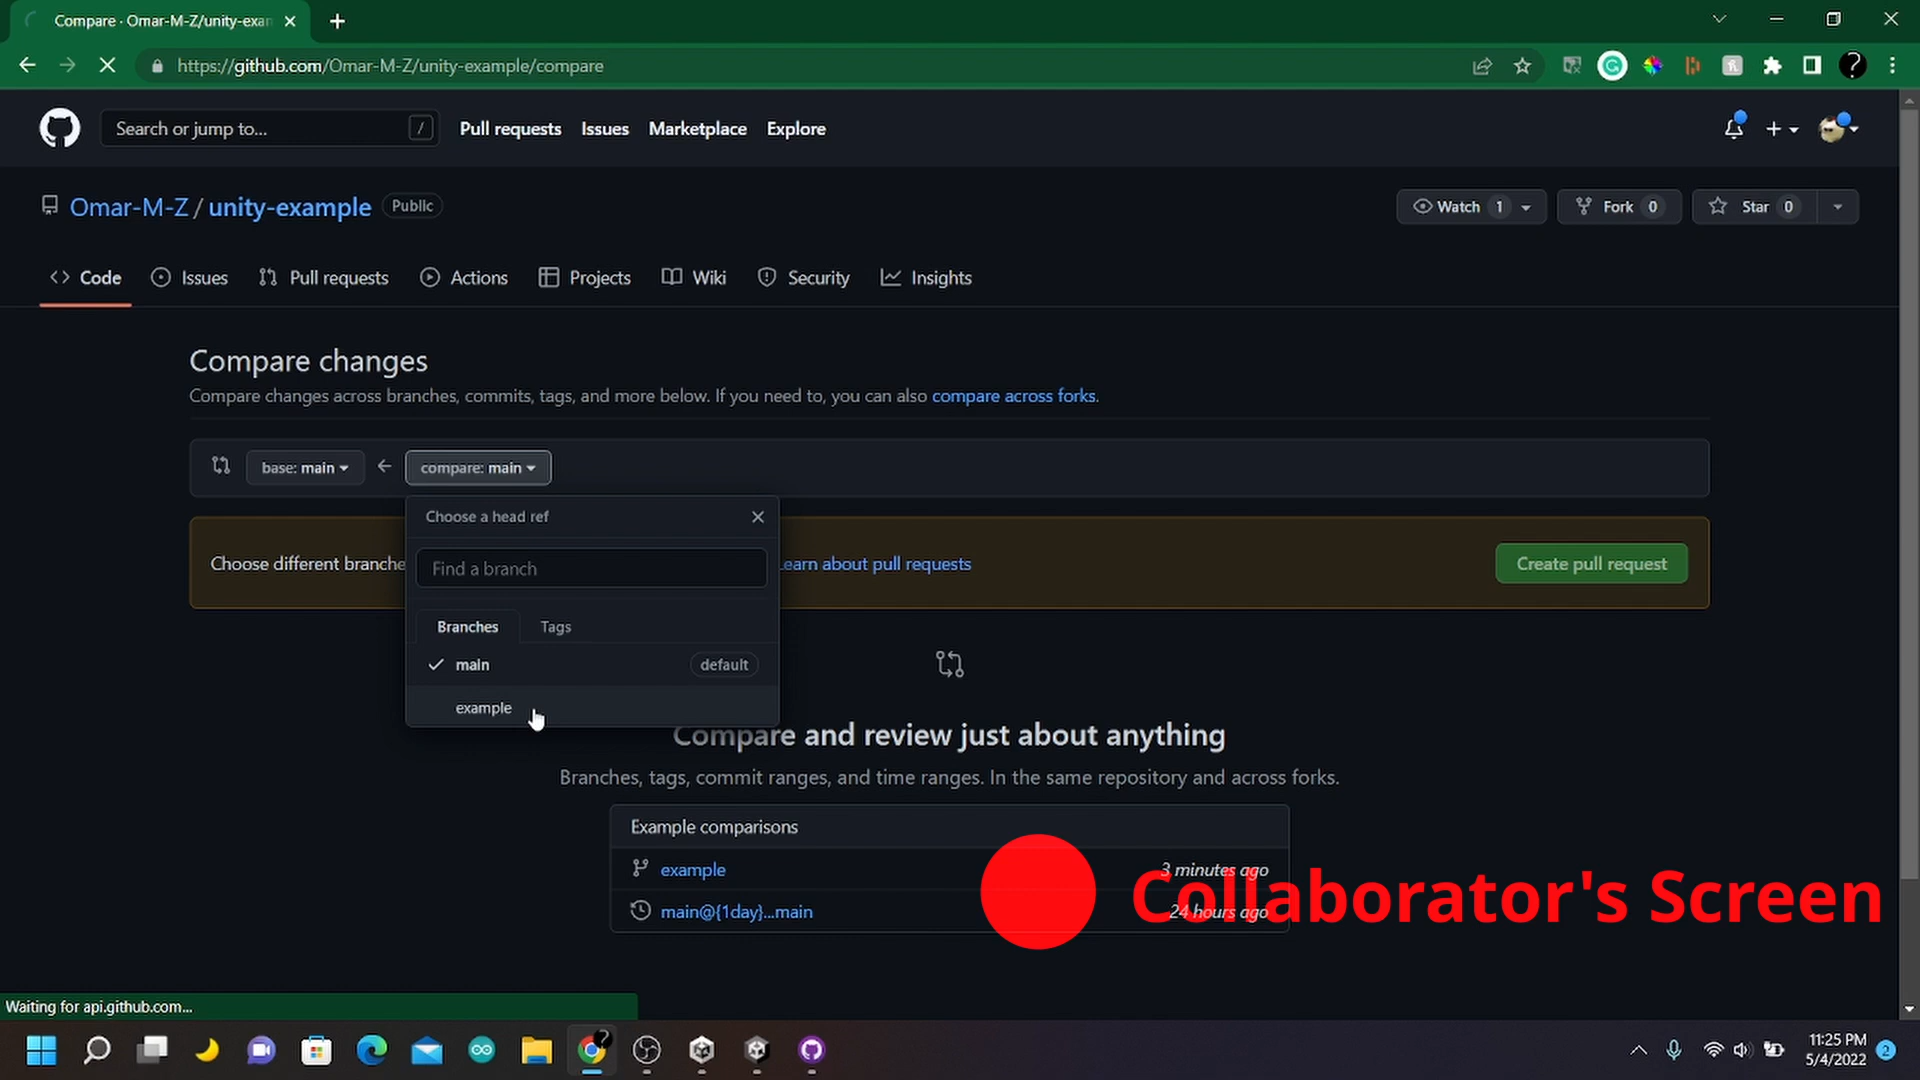 Compare · Omar-M-Z/unity-exan
https://github.com/Omar-M-Z/unity-example/compare
Search or jump to...
/
Pull requests
Issues
Marketplace
Explore
Omar-M-Z / unity-example
Public
Watch 1
Fork 0
Star 0
Code
Issues
Pull requests
Actions
Projects
Wiki
Security
Insights
Compare changes
Compare changes across branches, commits, tags, and more below. If you need to, you can also compare across forks.
base: main
compare: main
Choose a head ref
Find a branch
Choose different branche
earn about pull requests
Create pull request
Branches
Tags
main
default
example
Compare and review just about anything
Branches, tags, commit ranges, and time ranges. In the same repository and across forks.
Example comparisons
example
3 minutes ago
main@{1day}...main
24 hours ago
Collaborator's Screen
Waiting for api.github.com...
11:25 PM
5/4/2022
2